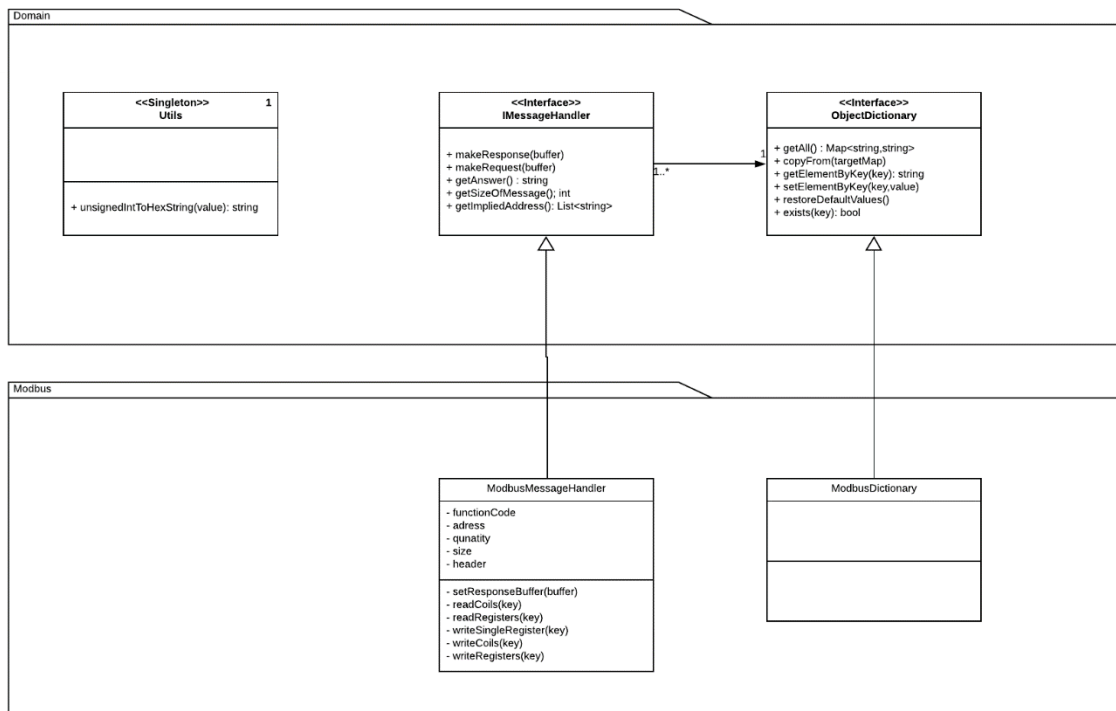 Domain
<<Singleton>> 1
Utils
+ unsignedIntToHexString(value): string
<<Interface>>
IMessageHandler
+ makeResponse(buffer)
+ makeRequest(buffer)
+ getAnswer() : string
+ getSizeOfMessage(); int
+ getImpliedAddress(): List<string>
1..*
1
<<Interface>>
ObjectDictionary
+ getAll() : Map<string,string>
+ copyFrom(targetMap)
+ getElementByKey(key): string
+ setElementByKey(key,value)
+ restoreDefaultValues()
+ exists(key): bool
Modbus
ModbusMessageHandler
- functionCode
- adress
- qunatity
- size
- header
- setResponseBuffer(buffer)
- readCoils(key)
- readRegisters(key)
- writeSingleRegister(key)
- writeCoils(key)
- writeRegisters(key)
ModbusDictionary